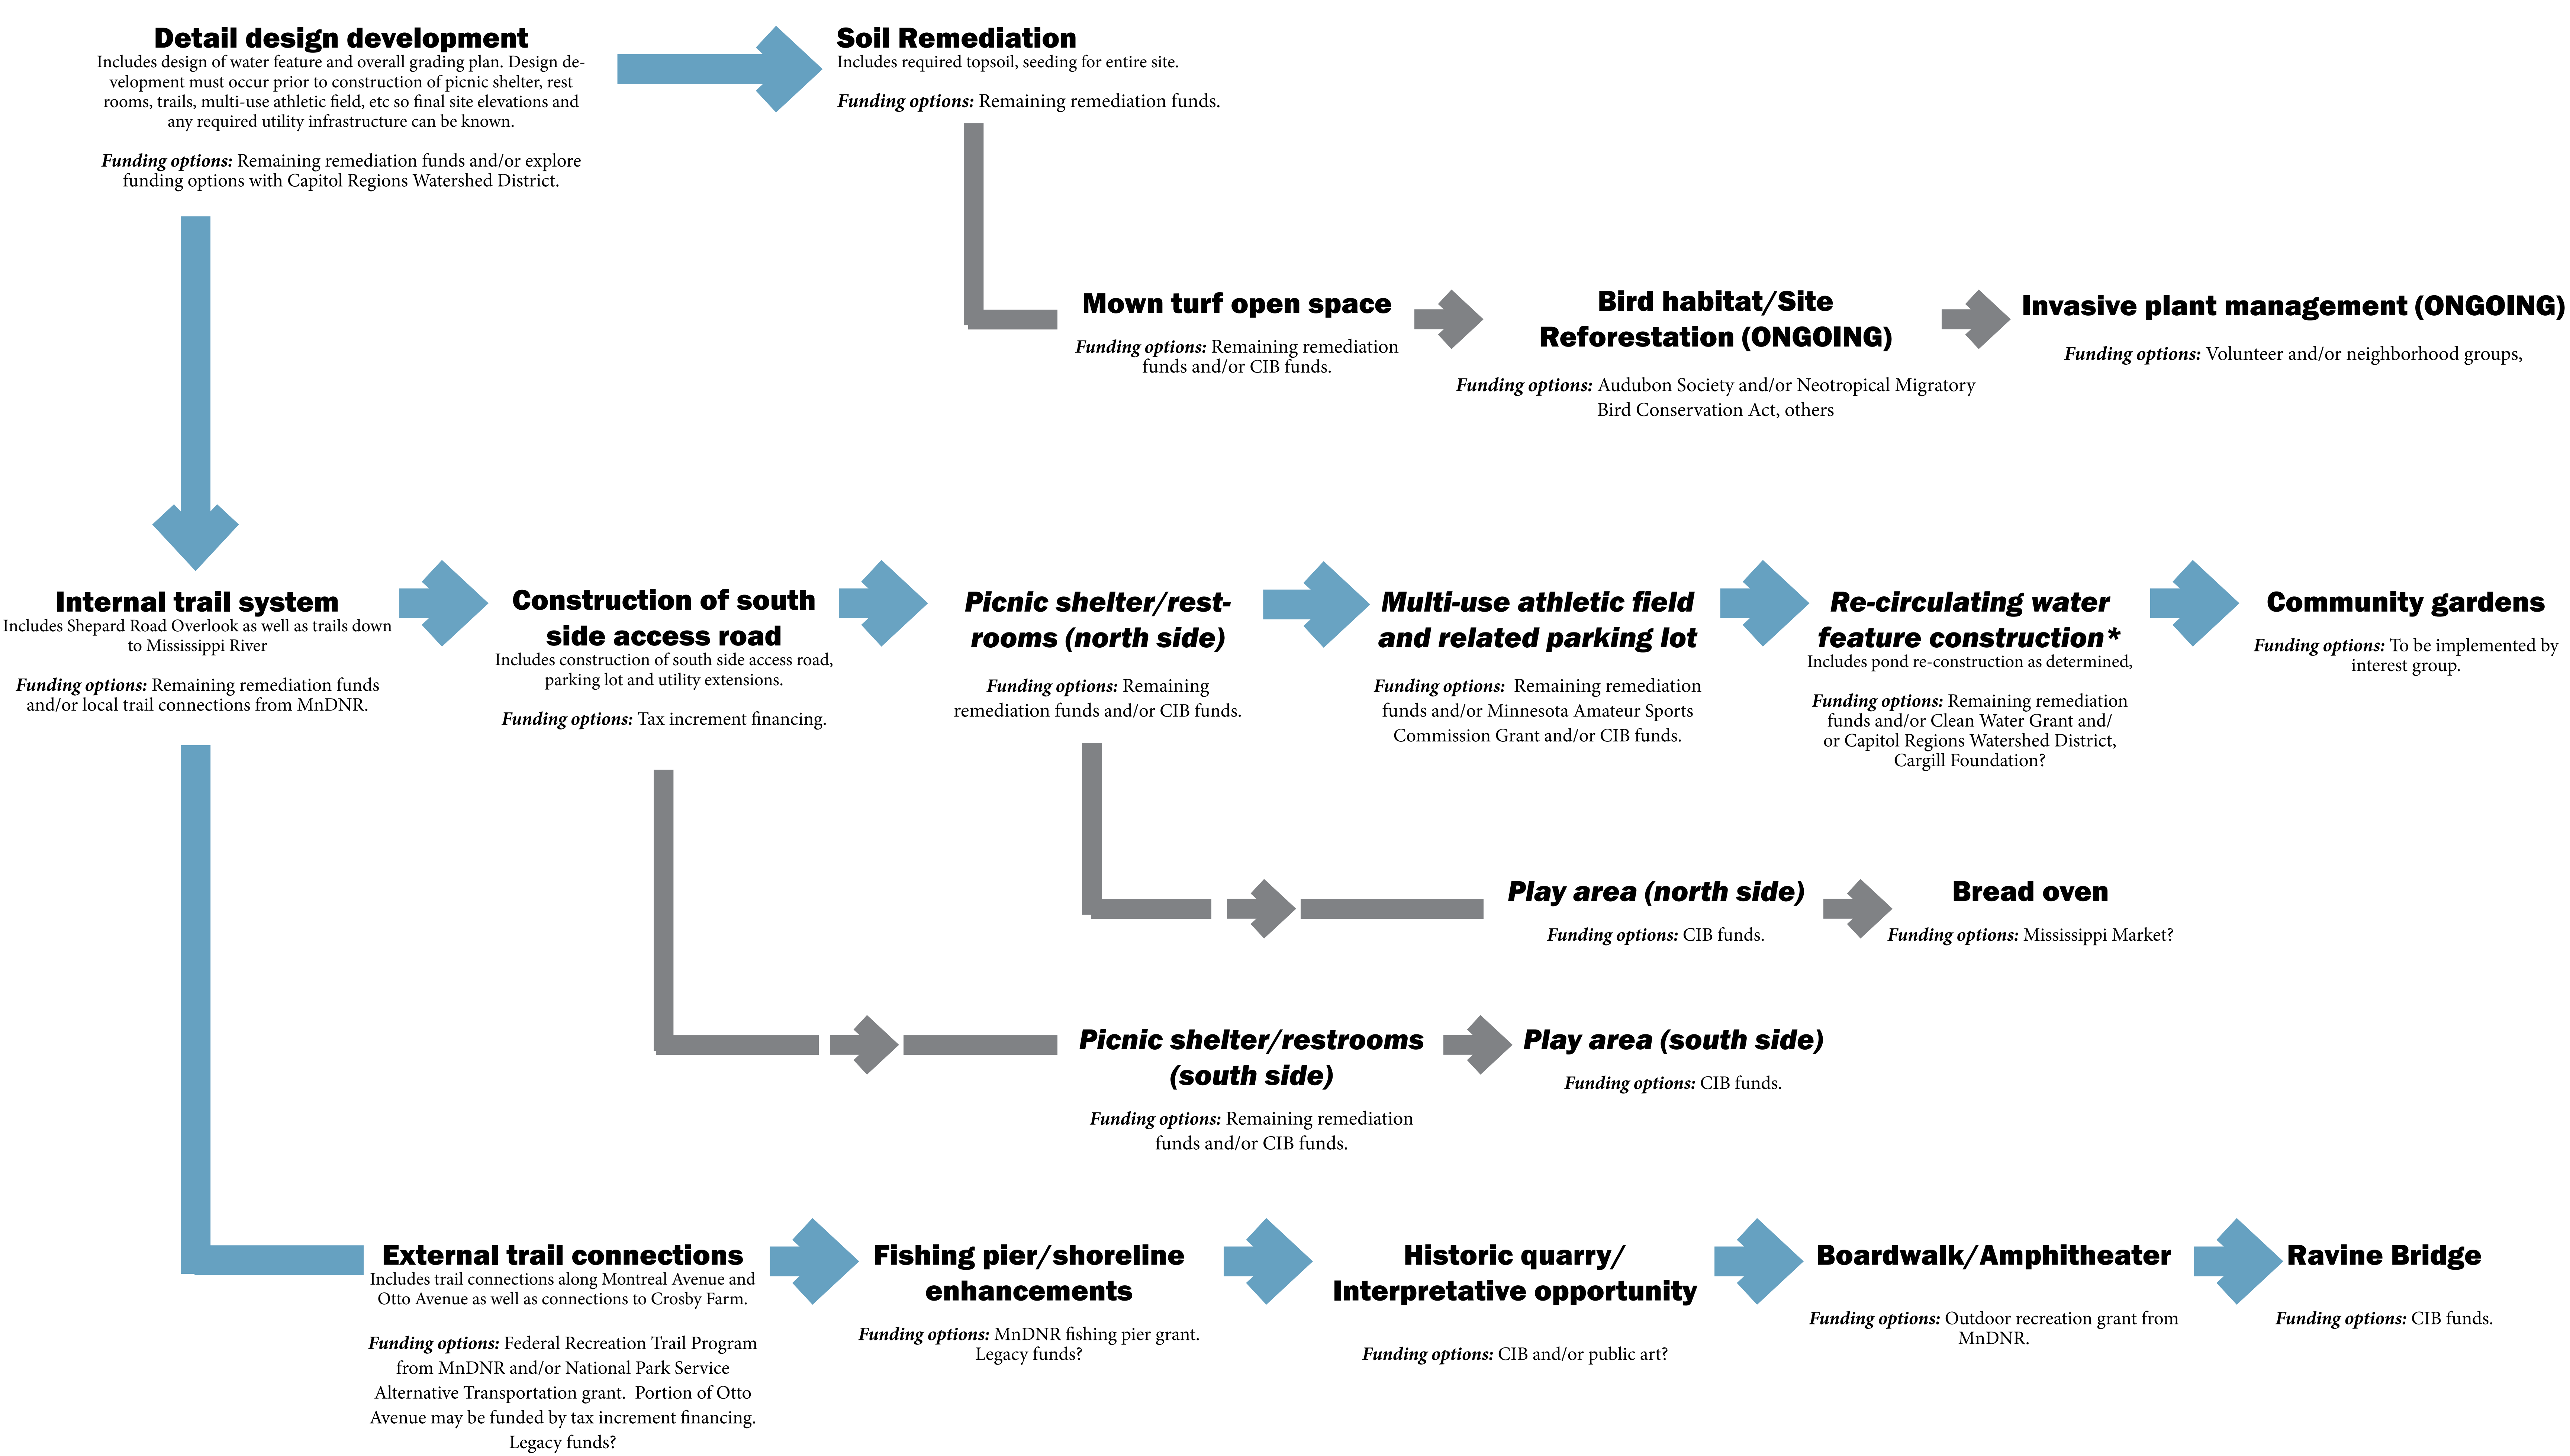 Detail design development
Includes design of water feature and overall grading plan. Design de-
velopment must occur prior to construction of picnic shelter, rest
rooms, trails, multi-use athletic field, etc so final site elevations and
any required utility infrastructure can be known.
Funding options: Remaining remediation funds and/or explore
funding options with Capitol Regions Watershed District.
Soil Remediation
Includes required topsoil, seeding for entire site.
Funding options: Remaining remediation funds.
Mown turf open space
Funding options: Remaining remediation
funds and/or CIB funds.
Bird habitat/Site
Reforestation (ONGOING)
Funding options: Audubon Society and/or Neotropical Migratory
Bird Conservation Act, others
Invasive plant management (ONGOING)
Funding options: Volunteer and/or neighborhood groups,
Internal trail system
Includes Shepard Road Overlook as well as trails down
to Mississippi River
Funding options: Remaining remediation funds
and/or local trail connections from MnDNR.
Construction of south
side access road
Includes construction of south side access road,
parking lot and utility extensions.
Funding options: Tax increment financing.
Picnic shelter/rest-
rooms (north side)
Funding options: Remaining
remediation funds and/or CIB funds.
Multi-use athletic field
and related parking lot
Funding options: Remaining remediation
funds and/or Minnesota Amateur Sports
Commission Grant and/or CIB funds.
Re-circulating water
feature construction*
Includes pond re-construction as determined,
Funding options: Remaining remediation
funds and/or Clean Water Grant and/
or Capitol Regions Watershed District,
Cargill Foundation?
Community gardens
Funding options: To be implemented by
interest group.
Play area (north side)
Funding options: CIB funds.
Bread oven
Funding options: Mississippi Market?
Picnic shelter/restrooms
(south side)
Funding options: Remaining remediation
funds and/or CIB funds.
Play area (south side)
Funding options: CIB funds.
External trail connections
Includes trail connections along Montreal Avenue and
Otto Avenue as well as connections to Crosby Farm.
Funding options: Federal Recreation Trail Program
from MnDNR and/or National Park Service
Alternative Transportation grant. Portion of Otto
Avenue may be funded by tax increment financing.
Legacy funds?
Fishing pier/shoreline
enhancements
Funding options: MnDNR fishing pier grant.
Legacy funds?
Historic quarry/
Interpretative opportunity
Funding options: CIB and/or public art?
Boardwalk/Amphitheater
Funding options: Outdoor recreation grant from
MnDNR.
Ravine Bridge
Funding options: CIB funds.